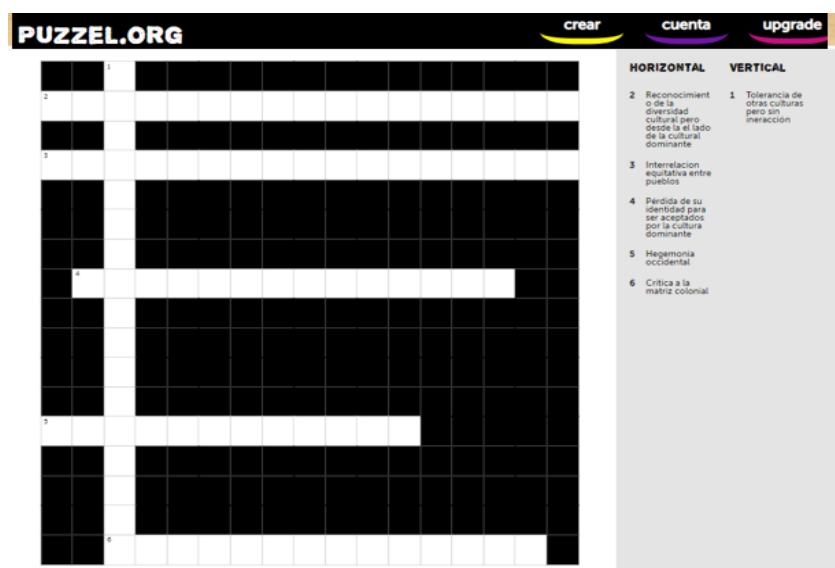 PUZZEL.ORG
crear cuenta upgrade
HORIZONTAL
2 Reconocimient
o de la
diversidad
cultural pero
desde la el lado
de la cultural
dominante
3 Interrelacion
equitativa entre
pueblos
4 Pérdida de su
identidad para
ser aceptados
por la cultura
dominante
5 Hegemonia
occidental
6 Crítica a la
matriz colonial
VERTICAL
1 Tolerancia de
otras culturas
pero sin
ineracción
1
2
3
4
5
6